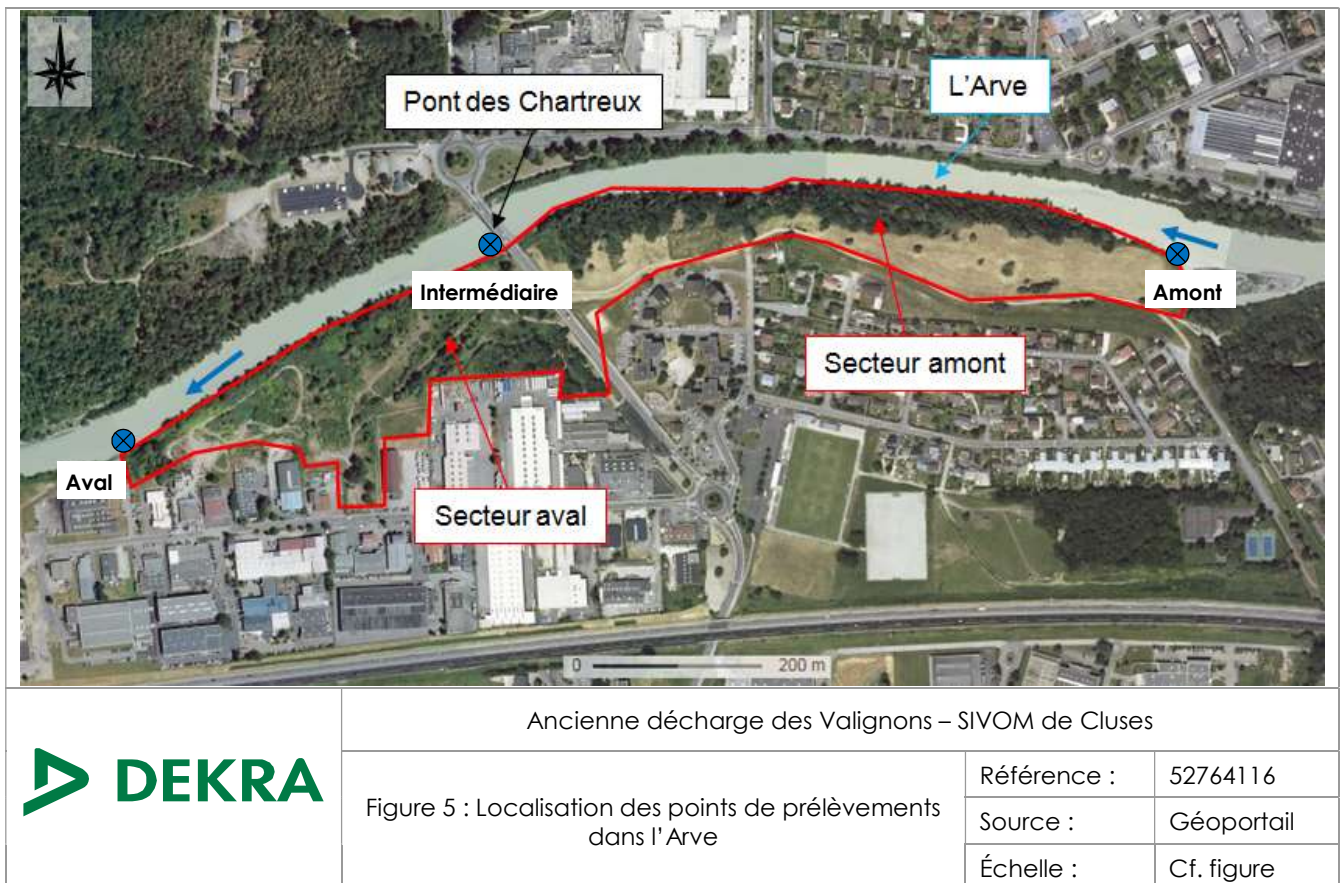 Pont des Chartreux
L'Arve
Intermédiaire
Amont
Secteur amont
Aval
Secteur aval
0 200 m
DEKRA
Ancienne décharge des Valignons – SIVOM de Cluses
Figure 5 : Localisation des points de prélèvements
dans l'Arve
Référence : 52764116
Source : Géoportail
Échelle : Cf. figure